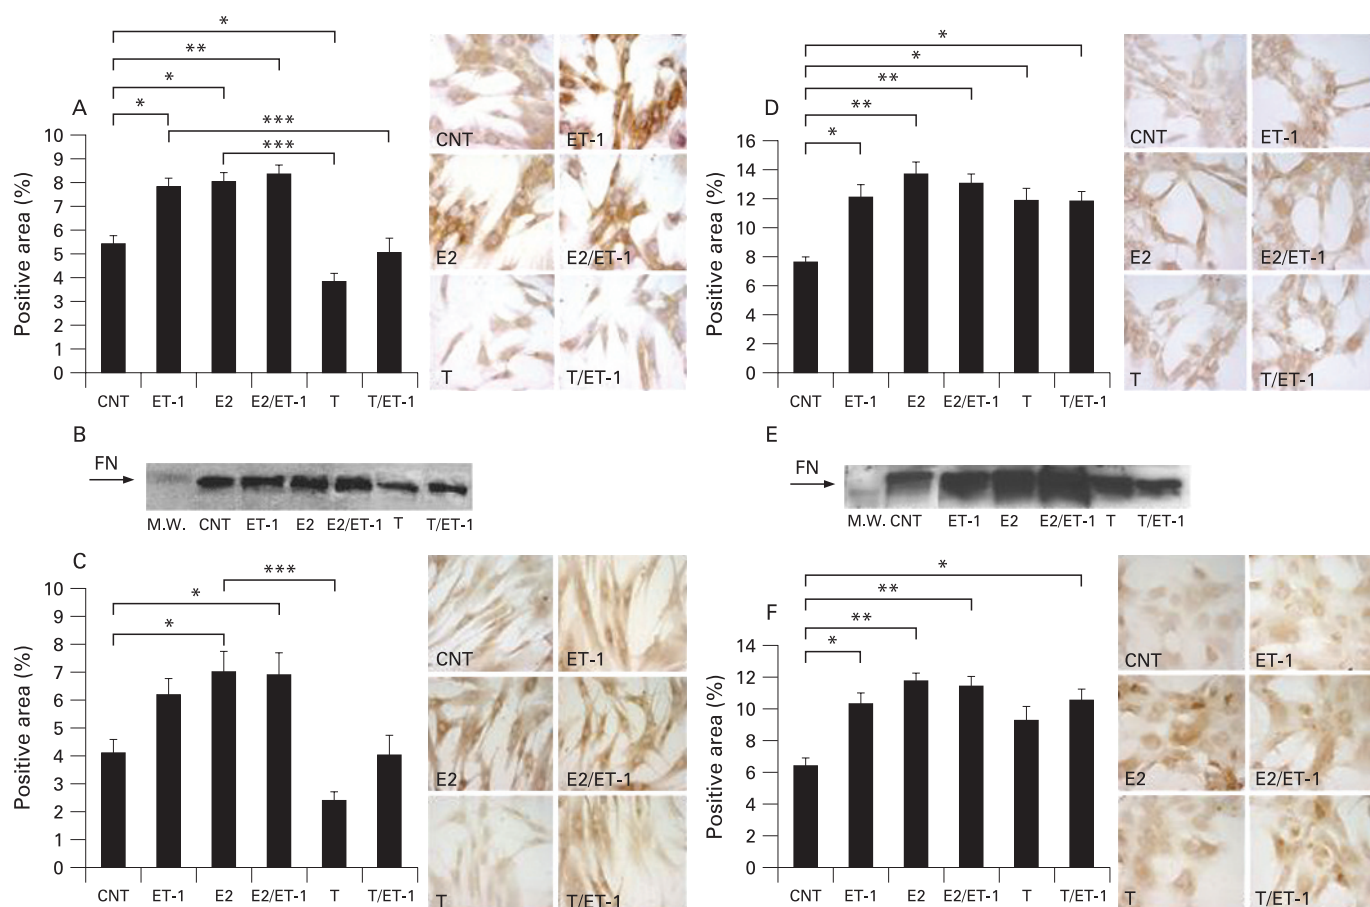 A
*
**
*
*
***
***
Positive area (%)
10
9
8
7
6
5
4
3
2
1
0
CNT ET-1 E2 E2/ET-1 T T/ET-1
CNT ET-1
E2 E2/ET-1
T T/ET-1
D
*
*
**
**
*
Positive area (%)
16
14
12
10
8
6
4
2
0
CNT ET-1 E2 E2/ET-1 T T/ET-1
CNT ET-1
E2 E2/ET-1
T T/ET-1
B
FN
M.W. CNT ET-1 E2 E2/ET-1 T T/ET-1
E
FN
M.W. CNT ET-1 E2 E2/ET-1 T T/ET-1
C
***
*
*
Positive area (%)
10
9
8
7
6
5
4
3
2
1
0
CNT ET-1 E2 E2/ET-1 T T/ET-1
CNT ET-1
E2 E2/ET-1
T T/ET-1
F
*
**
**
*
Positive area (%)
14
12
10
8
6
4
2
0
CNT ET-1 E2 E2/ET-1 T T/ET-1
CNT ET-1
E2 E2/ET-1
T T/ET-1